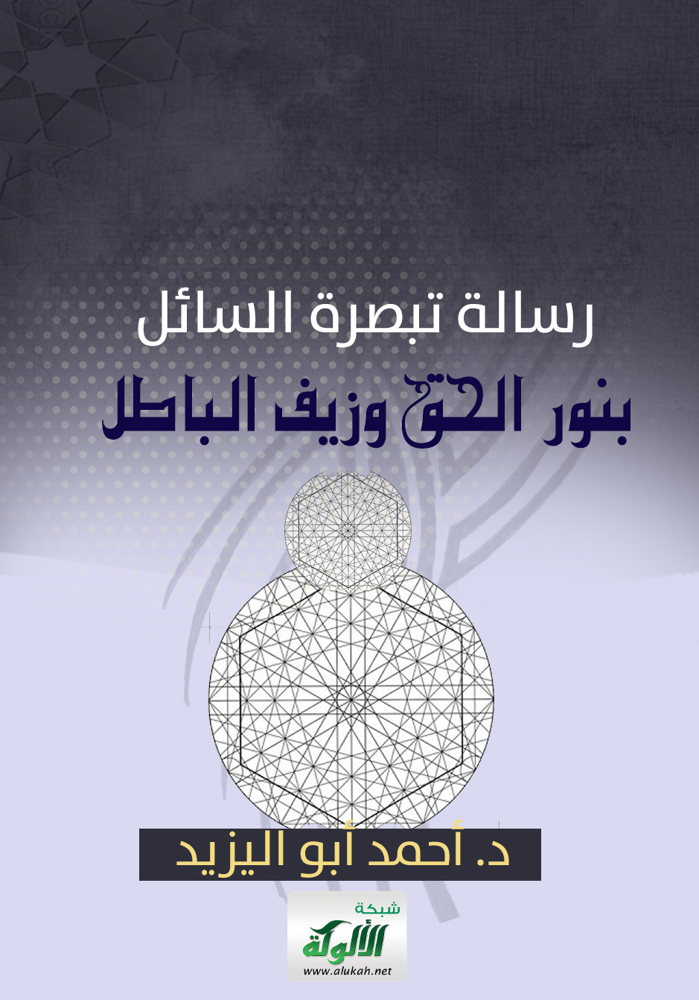 رسالة تبصرة السائل
بنور الحق وزيف الباطل
د. أحمد أبو اليزيد
شبكة
الألوكة
www.alukah.net